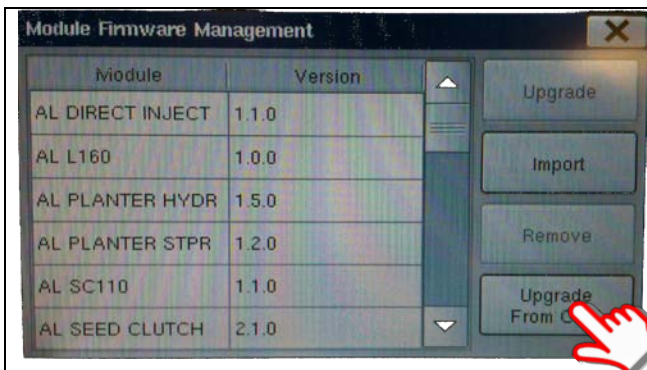 Module Firmware Management
Module Version
AL DIRECT INJECT 1.1.0
AL L160 1.0.0
AL PLANTER HYDR 1.5.0
AL PLANTER STPR 1.2.0
AL SC110 1.1.0
AL SEED CLUTCH 2.1.0
Upgrade
Import
Remove
Upgrade
From